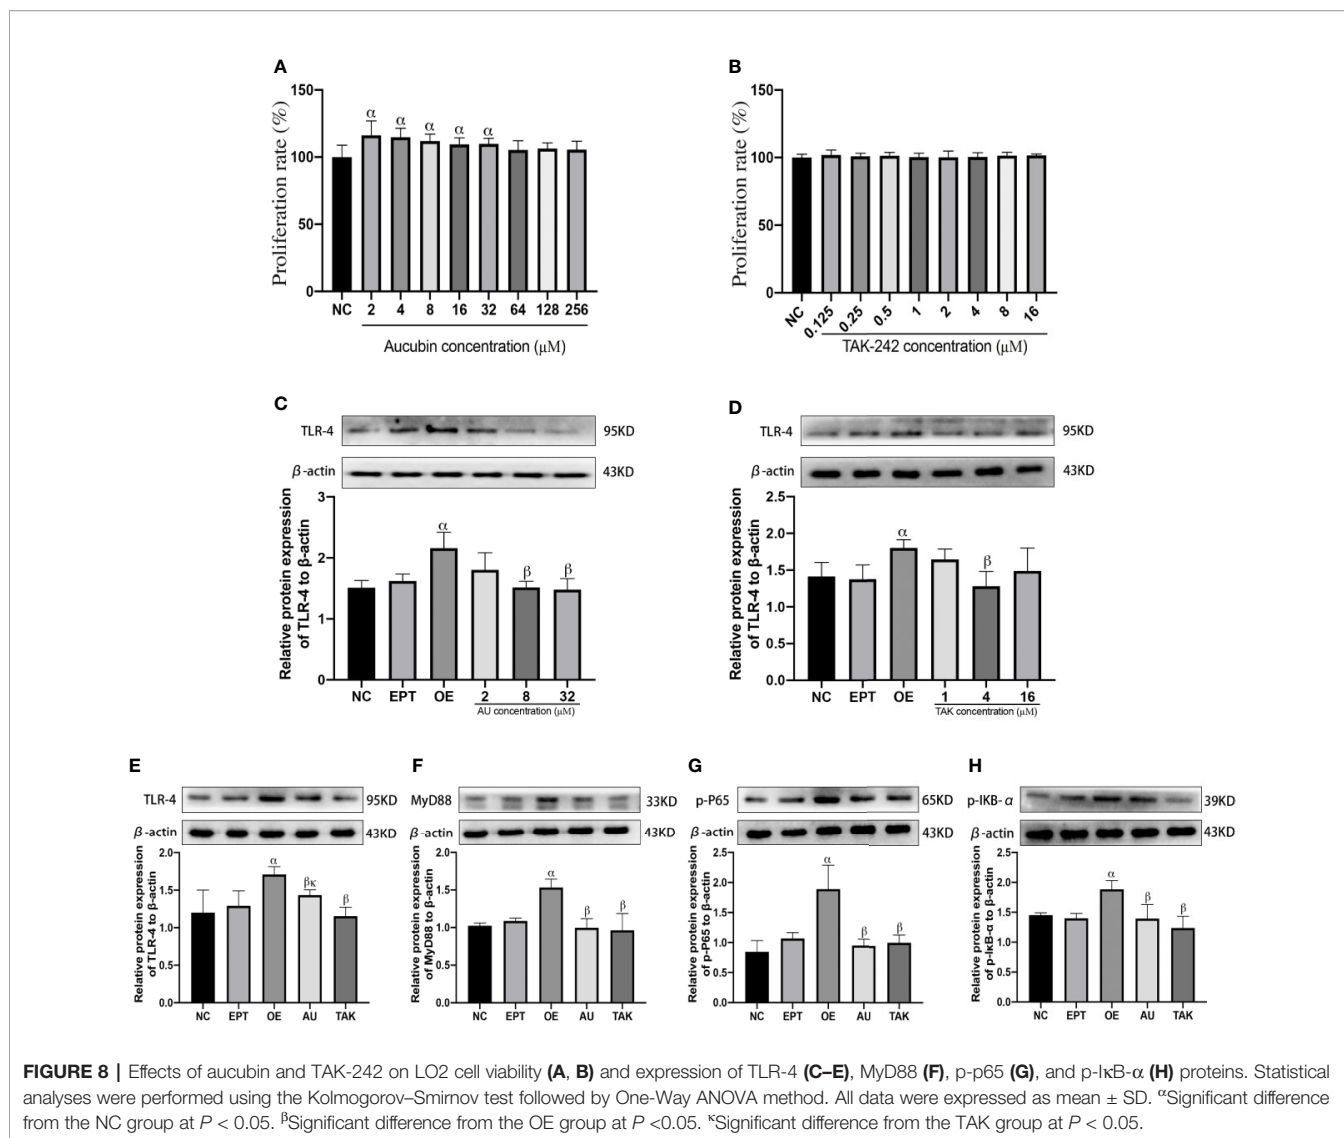 A
Proliferation rate (%)
150
100
50
0
α α α α α
NC 2 4 8 16 32 64 128 256
Aucubin concentration (μM)
B
Proliferation rate (%)
150
100
50
0
NC 0.125 0.25 0.5 1 2 4 8 16
TAK-242 concentration (μM)
C
TLR-4 95KD
β-actin 43KD
Relative protein expression
of TLR-4 to β-actin
3
2
1
0
α β β
NC EPT OE 2 8 32
AU concentration (μM)
D
TLR-4 95KD
β-actin 43KD
Relative protein expression
of TLR-4 to β-actin
2.5
2.0
1.5
1.0
0.5
0.0
α β
NC EPT OE 1 4 16
TAK concentration (μM)
E
TLR-4 95KD
β-actin 43KD
Relative protein expression
of TLR-4 to β-actin
2.0
1.5
1.0
0.5
0.0
α βκ β
NC EPT OE AU TAK
F
MyD88 33KD
β-actin 43KD
Relative protein expression
of MyD88 to β-actin
2.0
1.5
1.0
0.5
0.0
α β β
NC EPT OE AU TAK
G
p-P65 65KD
β-actin 43KD
Relative protein expression
of p-P65 to β-actin
2.5
2.0
1.5
1.0
0.5
0.0
α β β
NC EPT OE AU TAK
H
p-IKB-α 39KD
β-actin 43KD
Relative protein expression
of p-IκB-α to β-actin
2.5
2.0
1.5
1.0
0.5
0.0
α β β
NC EPT OE AU TAK
FIGURE 8 | Effects of aucubin and TAK-242 on LO2 cell viability (A, B) and expression of TLR-4 (C–E), MyD88 (F), p-p65 (G), and p-IκB-α (H) proteins. Statistical
analyses were performed using the Kolmogorov–Smirnov test followed by One-Way ANOVA method. All data were expressed as mean ± SD. αSignificant difference
from the NC group at P < 0.05. βSignificant difference from the OE group at P <0.05. κSignificant difference from the TAK group at P < 0.05.